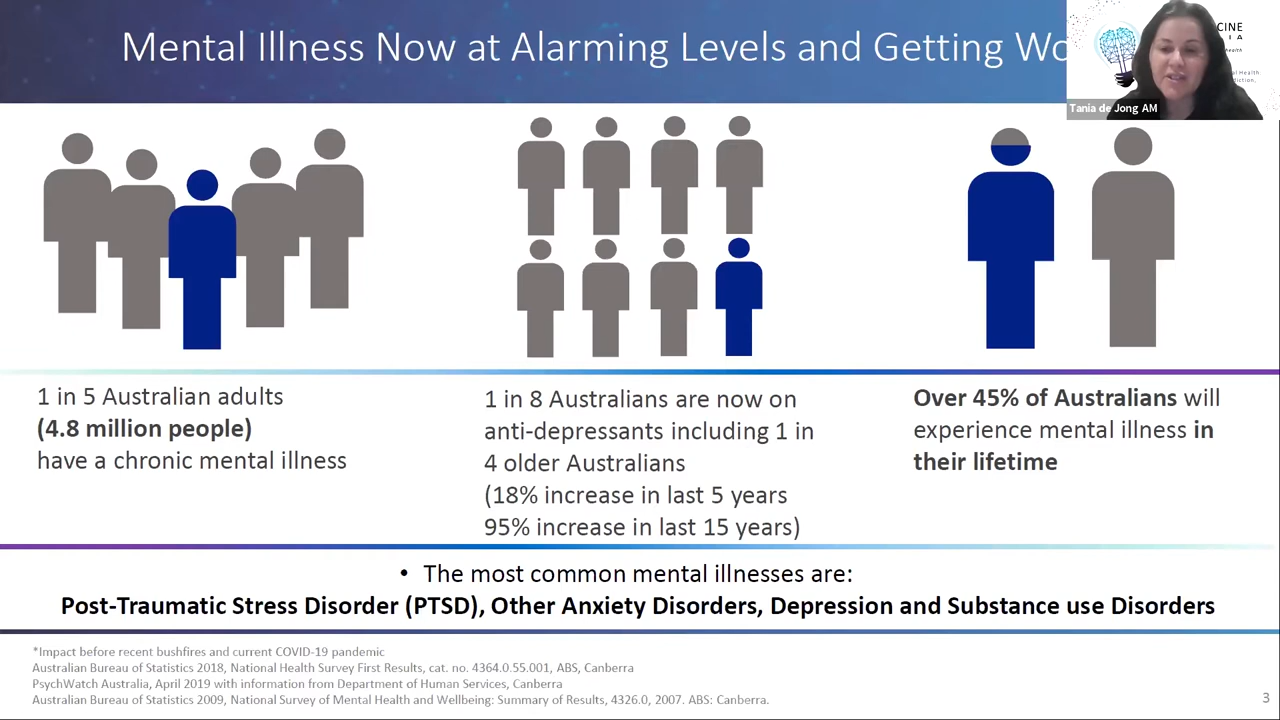 Mental Illness Now at Alarming Levels and Getting Wo
CINE
I A
Tania de Jong AM
1 in 5 Australian adults
(4.8 million people)
have a chronic mental illness
1 in 8 Australians are now on
anti-depressants including 1 in
4 older Australians
(18% increase in last 5 years
95% increase in last 15 years)
Over 45% of Australians will
experience mental illness in
their lifetime
• The most common mental illnesses are:
Post-Traumatic Stress Disorder (PTSD), Other Anxiety Disorders, Depression and Substance use Disorders
*Impact before recent bushfires and current COVID-19 pandemic
Australian Bureau of Statistics 2018, National Health Survey First Results, cat. no. 4364.0.55.001, ABS, Canberra
PsychWatch Australia, April 2019 with information from Department of Human Services, Canberra
Australian Bureau of Statistics 2009, National Survey of Mental Health and Wellbeing: Summary of Results, 4326.0, 2007. ABS: Canberra.
3